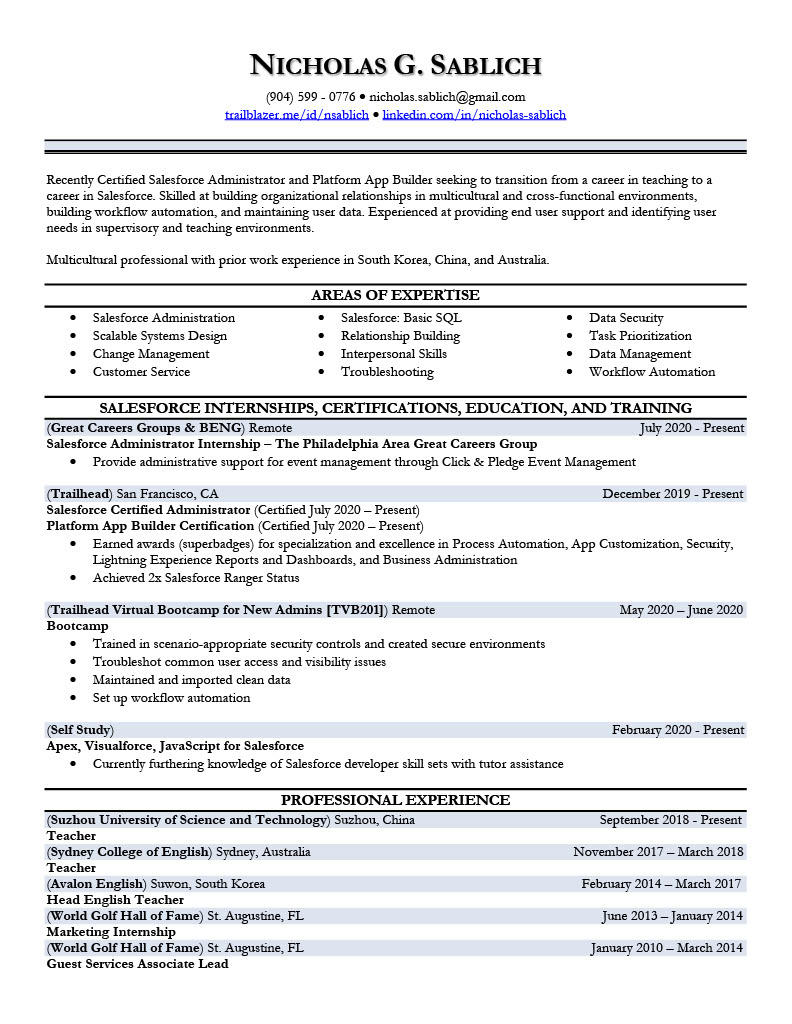 NICHOLAS G. SABLICH
(904) 599 - 0776 • nicholas.sablich@gmail.com
trailblazer.me/id/nsablich • linkedin.com/in/nicholas-sablich
Recently Certified Salesforce Administrator and Platform App Builder seeking to transition from a career in teaching to a
career in Salesforce. Skilled at building organizational relationships in multicultural and cross-functional environments,
building workflow automation, and maintaining user data. Experienced at providing end user support and identifying user
needs in supervisory and teaching environments.
Multicultural professional with prior work experience in South Korea, China, and Australia.
AREAS OF EXPERTISE
• Salesforce Administration • Salesforce: Basic SQL • Data Security
• Scalable Systems Design • Relationship Building • Task Prioritization
• Change Management • Interpersonal Skills • Data Management
• Customer Service • Troubleshooting • Workflow Automation
SALESFORCE INTERNSHIPS, CERTIFICATIONS, EDUCATION, AND TRAINING
(Great Careers Groups & BENG) Remote July 2020 - Present
Salesforce Administrator Internship – The Philadelphia Area Great Careers Group
• Provide administrative support for event management through Click & Pledge Event Management
(Trailhead) San Francisco, CA December 2019 - Present
Salesforce Certified Administrator (Certified July 2020 – Present)
Platform App Builder Certification (Certified July 2020 – Present)
• Earned awards (superbadges) for specialization and excellence in Process Automation, App Customization, Security,
Lightning Experience Reports and Dashboards, and Business Administration
• Achieved 2x Salesforce Ranger Status
(Trailhead Virtual Bootcamp for New Admins [TVB201]) Remote May 2020 – June 2020
Bootcamp
• Trained in scenario-appropriate security controls and created secure environments
• Troubleshot common user access and visibility issues
• Maintained and imported clean data
• Set up workflow automation
(Self Study) February 2020 - Present
Apex, Visualforce, JavaScript for Salesforce
• Currently furthering knowledge of Salesforce developer skill sets with tutor assistance
PROFESSIONAL EXPERIENCE
(Suzhou University of Science and Technology) Suzhou, China September 2018 - Present
Teacher
(Sydney College of English) Sydney, Australia November 2017 – March 2018
Teacher
(Avalon English) Suwon, South Korea February 2014 – March 2017
Head English Teacher
(World Golf Hall of Fame) St. Augustine, FL June 2013 – January 2014
Marketing Internship
(World Golf Hall of Fame) St. Augustine, FL January 2010 – March 2014
Guest Services Associate Lead